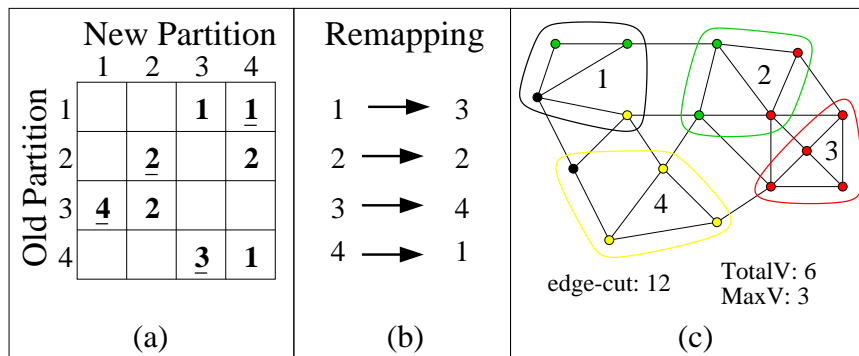 New Partition
1 2 3 4
Old Partition
1 1 1
2 2 2
3 4 2
4 3 1
(a)
Remapping
1 3
2 2
3 4
4 1
(b)
1
2
3
4
edge-cut: 12
TotalV: 6
MaxV: 3
(c)